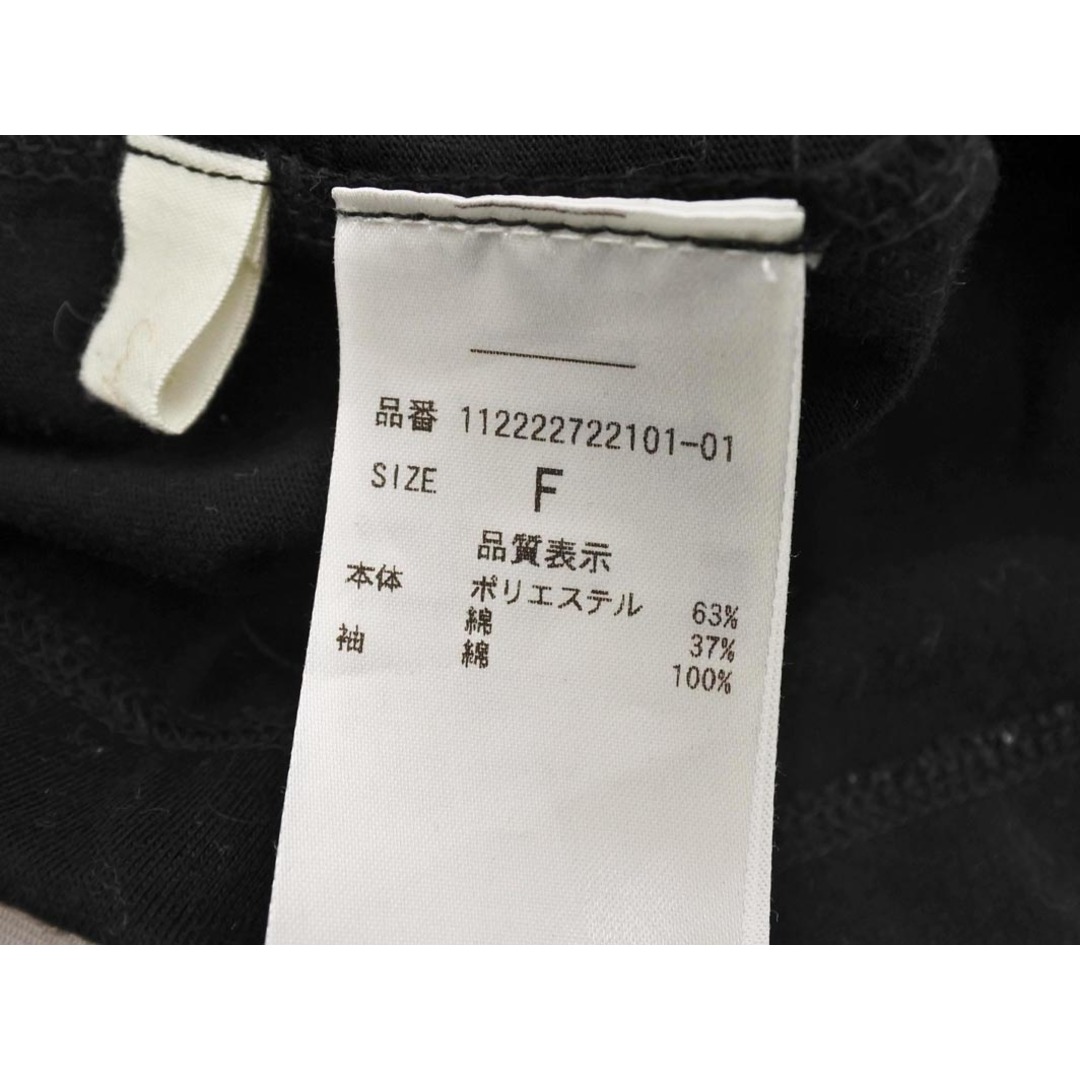 品番 112222722101-01
SIZE F
品質表示
本体 ポリエステル 63%
綿 37%
袖 綿 100%